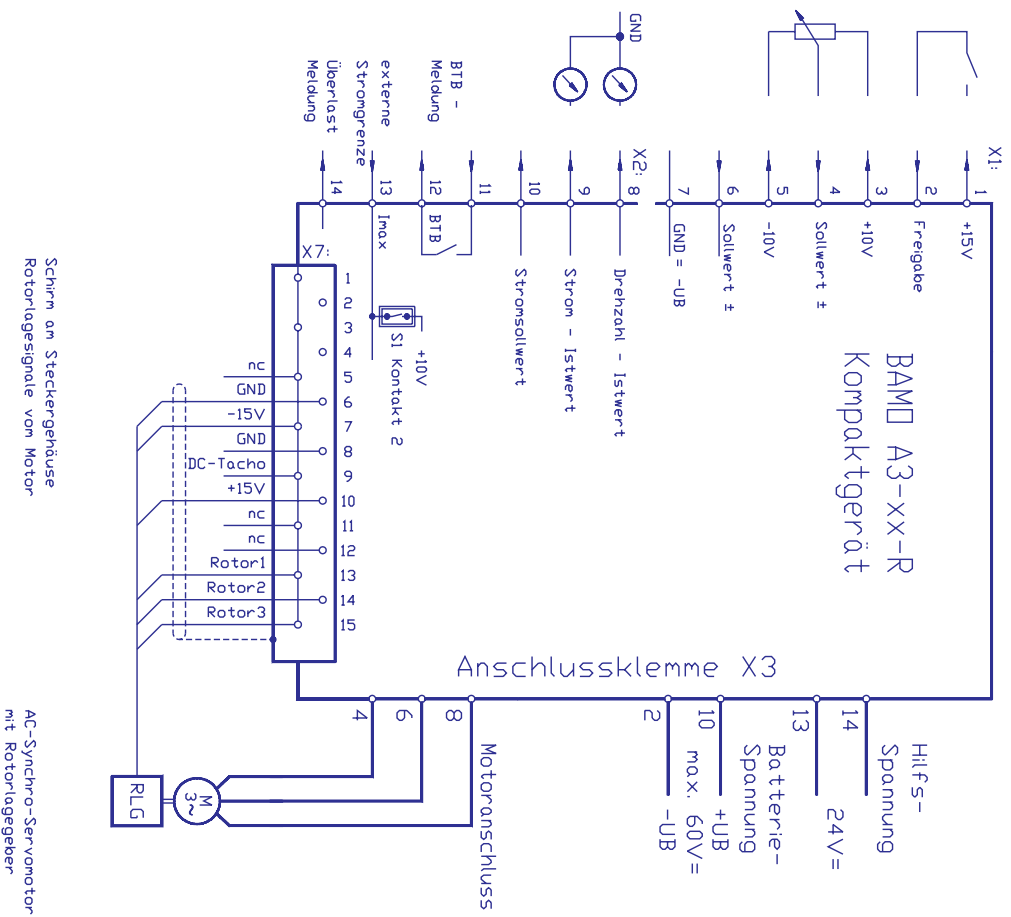 GND
X1:
1
2
3
4
5
6
7
X2:
8
9
10
11
12
13
14
+15V
Freigabe
+10V
Sollwert ±
-10V
Sollwert ±
GND = -UB
Drehzahl - Istwert
Strom - Istwert
Stromsollwert
BTB
Imax
BTB -
Meldung
externe
Stromgrenze
Überlast
Meldung
S1 Kontakt 2
+10V
BAMO A3-xx-R
Kompaktgerät
X7:
1
2
3
4
5
6
7
8
9
10
11
12
13
14
15
nc
GND
-15V
GND
DC-Tacho
+15V
nc
nc
Rotor1
Rotor2
Rotor3
Schirm am Steckergehäuse
Rotorlagesignale vom Motor
Anschlussklemme X3
14
13
10
2
8
6
4
Hilfs-
Spannung
24V=
Batterie-
Spannung
+UB
max. 60V=
-UB
Motoranschluss
M
3~
RLG
AC-Synchro-Servomotor
mit Rotorlagegeber